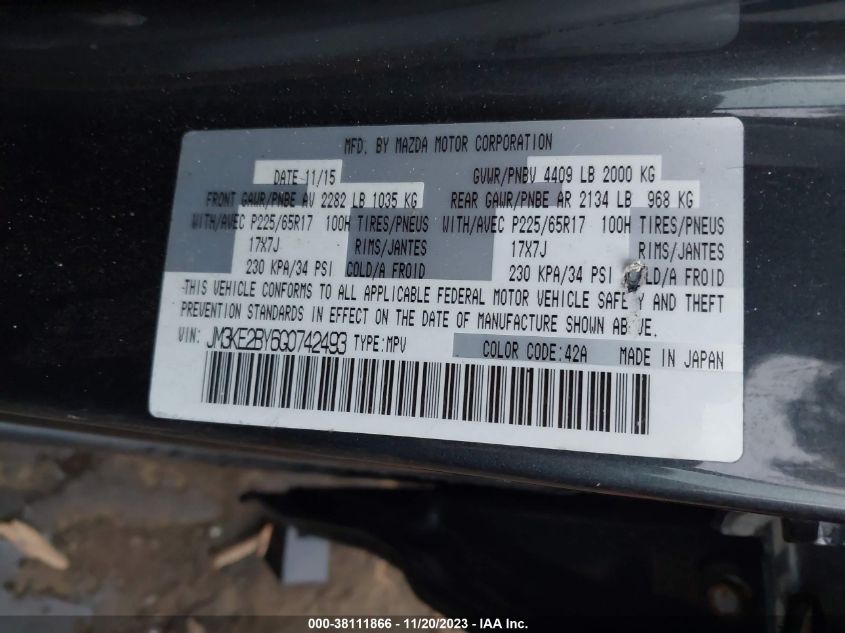 MFD. BY MAZDA MOTOR CORPORATION
DATE 11/15 GVWR/PNBV 4409 LB 2000 KG
FRONT GAWR/PNBE AV 2282 LB 1035 KG REAR GAWR/PNBE AR 2134 LB 968 KG
WITH/AVEC P225/65R17 100H TIRES/PNEUS WITH/AVEC P225/65R17 100H TIRES/PNEUS
17X7J RIMS/JANTES 17X7J RIMS/JANTES
230 KPA/34 PSI COLD/A FROID 230 KPA/34 PSI LD/A FROID
THIS VEHICLE CONFORMS TO ALL APPLICABLE FEDERAL MOTOR VEHICLE SAFE Y AND THEFT
PREVENTION STANDARDS IN EFFECT ON THE DATE OF MANUFACTURE SHOWN AB VE.
VIN: JM3KE2BY6G0742493 TYPE:MPV COLOR CODE:42A MADE IN JAPAN
000-38111866 - 11/20/2023 - IAA Inc.